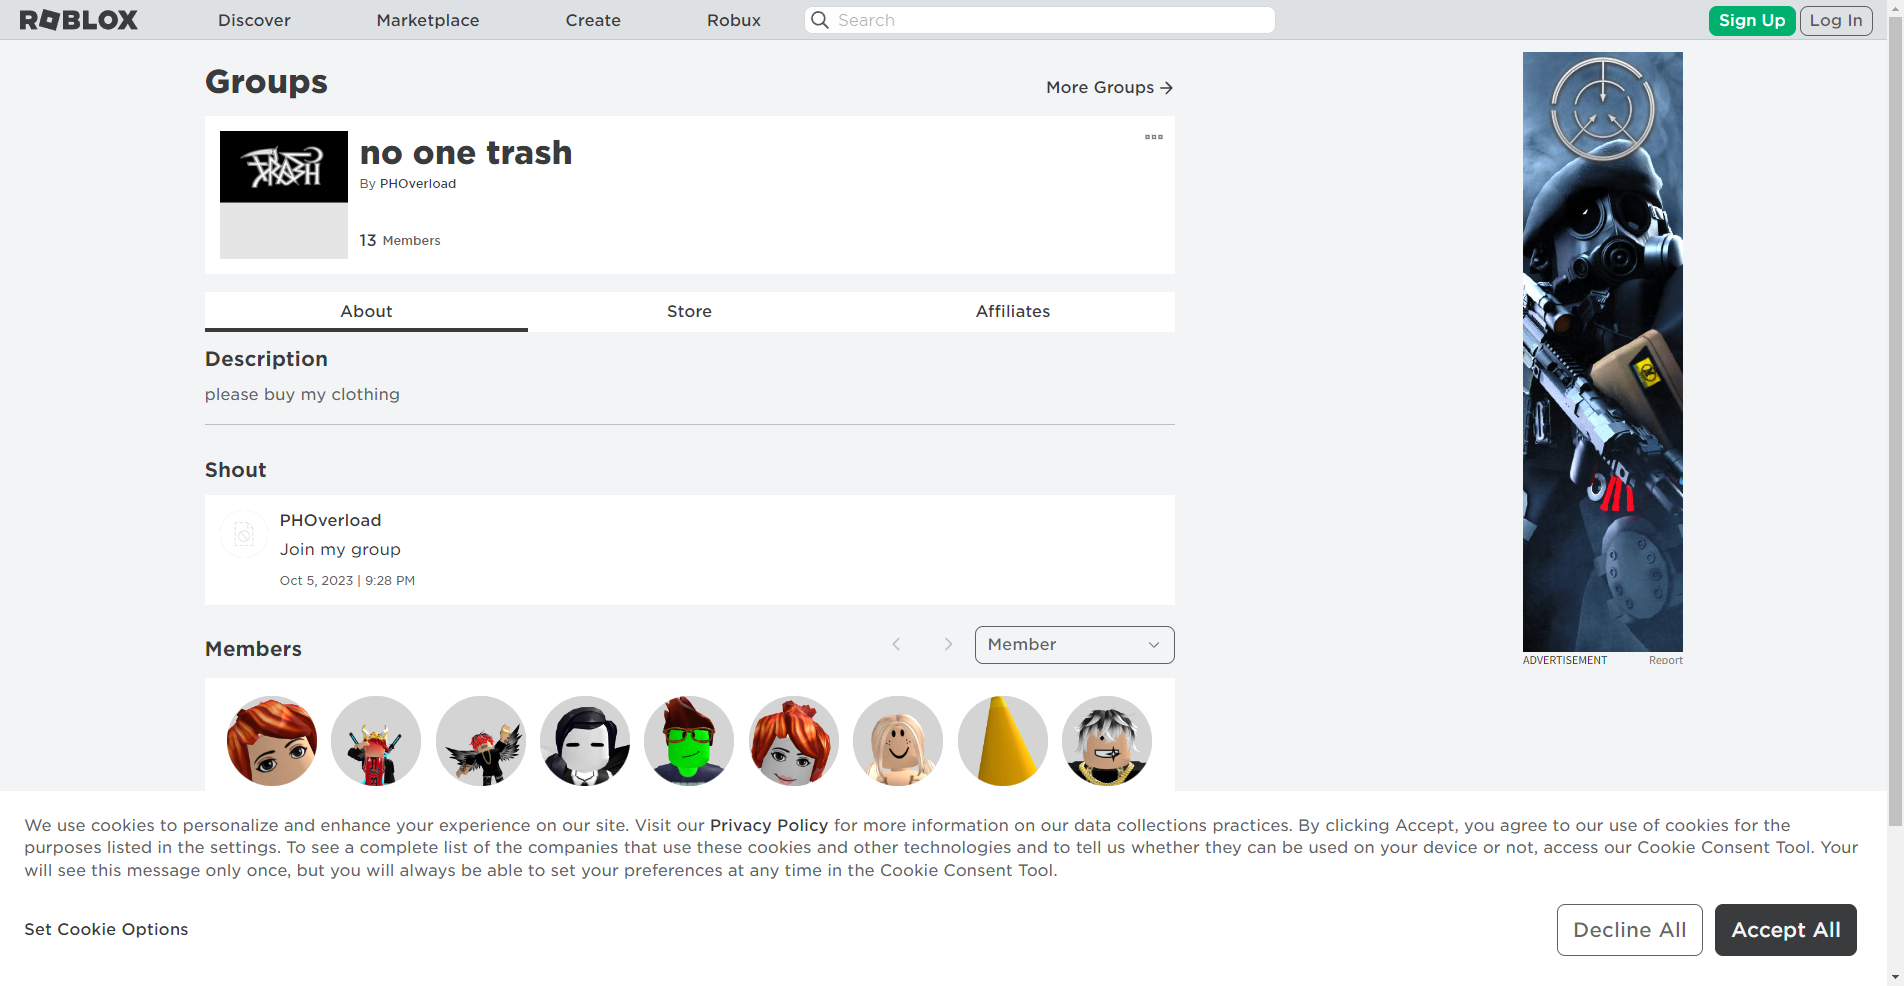 ROBLOX
Discover
Marketplace
Create
Robux
Search
Sign Up
Log In
Groups
More Groups
TRASH
no one trash
By PHOverload
13 Members
About
Store
Affiliates
Description
please buy my clothing
Shout
PHOverload
Join my group
Oct 5, 2023 | 9:28 PM
ADVERTISEMENT
Report
Members
Member
We use cookies to personalize and enhance your experience on our site. Visit our Privacy Policy for more information on our data collections practices. By clicking Accept, you agree to our use of cookies for the
purposes listed in the settings. To see a complete list of the companies that use these cookies and other technologies and to tell us whether they can be used on your device or not, access our Cookie Consent Tool. Your
will see this message only once, but you will always be able to set your preferences at any time in the Cookie Consent Tool.
Set Cookie Options
Decline All
Accept All